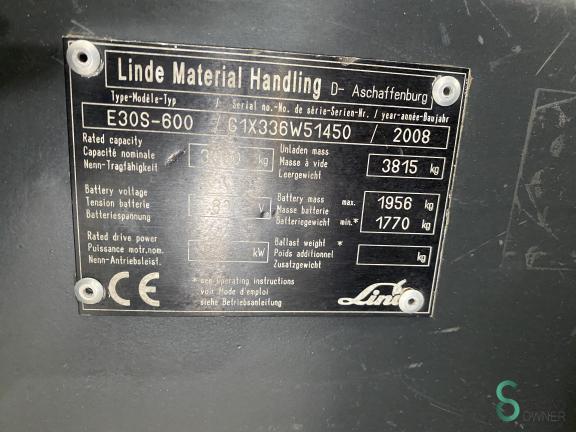 Linde Material Handling D- Aschaffenburg
Type-Modèle-Typ / Serial no.-No. de série-Serien-Nr. / year-année-Baujahr
E30S-600 / G1X336W51450 / 2008
Rated capacity
Capacité nominale kg
Nenn-Tragfähigkeit
Unladen mass
Masse à vide 3815 kg
Leergewicht
Battery voltage
Tension batterie V
Batteriespannung
Battery mass max. 1956 kg
Masse batterie
Batteriegewicht min.* 1770 kg
Rated drive power
Puissance motr.nom. kW
Nenn-Antriebsleist.
Ballast weight *
Poids additionnel kg
Zusatzgewicht
* see Operating instructions
voir Mode d'emploi
siehe Betriebsanleitung
CE
Linde
S OWNER